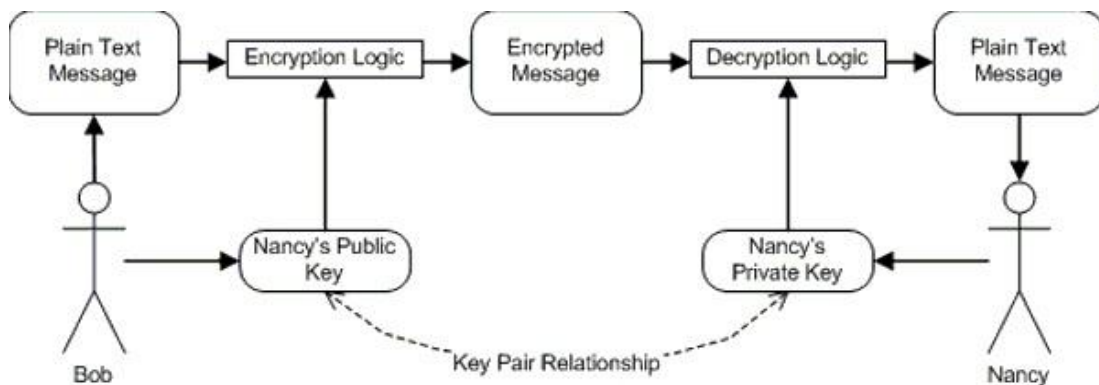 Plain Text
Message
Encryption Logic
Encrypted
Message
Decryption Logic
Plain Text
Message
Nancy's Public
Key
Nancy's
Private Key
Key Pair Relationship
Bob
Nancy